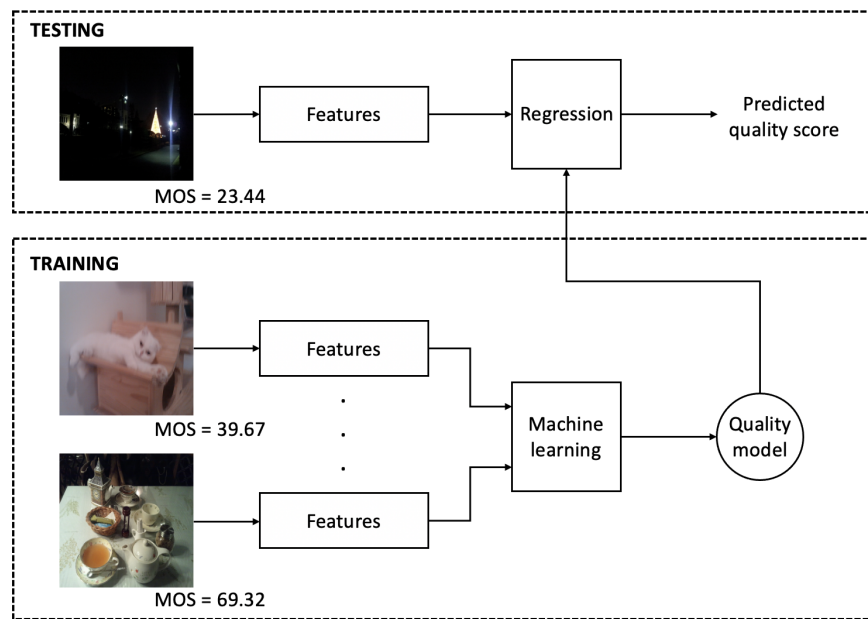 TESTING
Features
Regression
Predicted
quality score
MOS = 23.44
TRAINING
Features
MOS = 39.67
Machine
learning
Quality
model
Features
MOS = 69.32